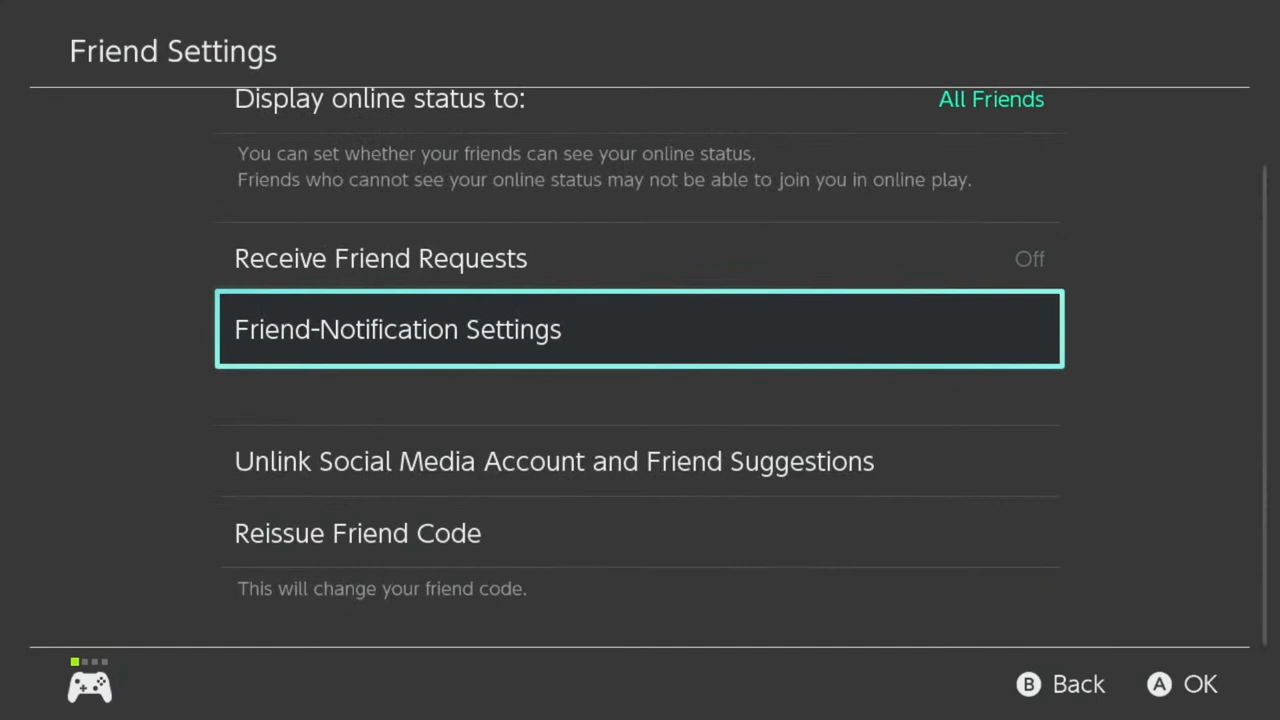 Friend Settings
Display online status to: All Friends
You can set whether your friends can see your online status.
Friends who cannot see your online status may not be able to join you in online play.
Receive Friend Requests Off
Friend-Notification Settings
Unlink Social Media Account and Friend Suggestions
Reissue Friend Code
This will change your friend code.
B Back A OK